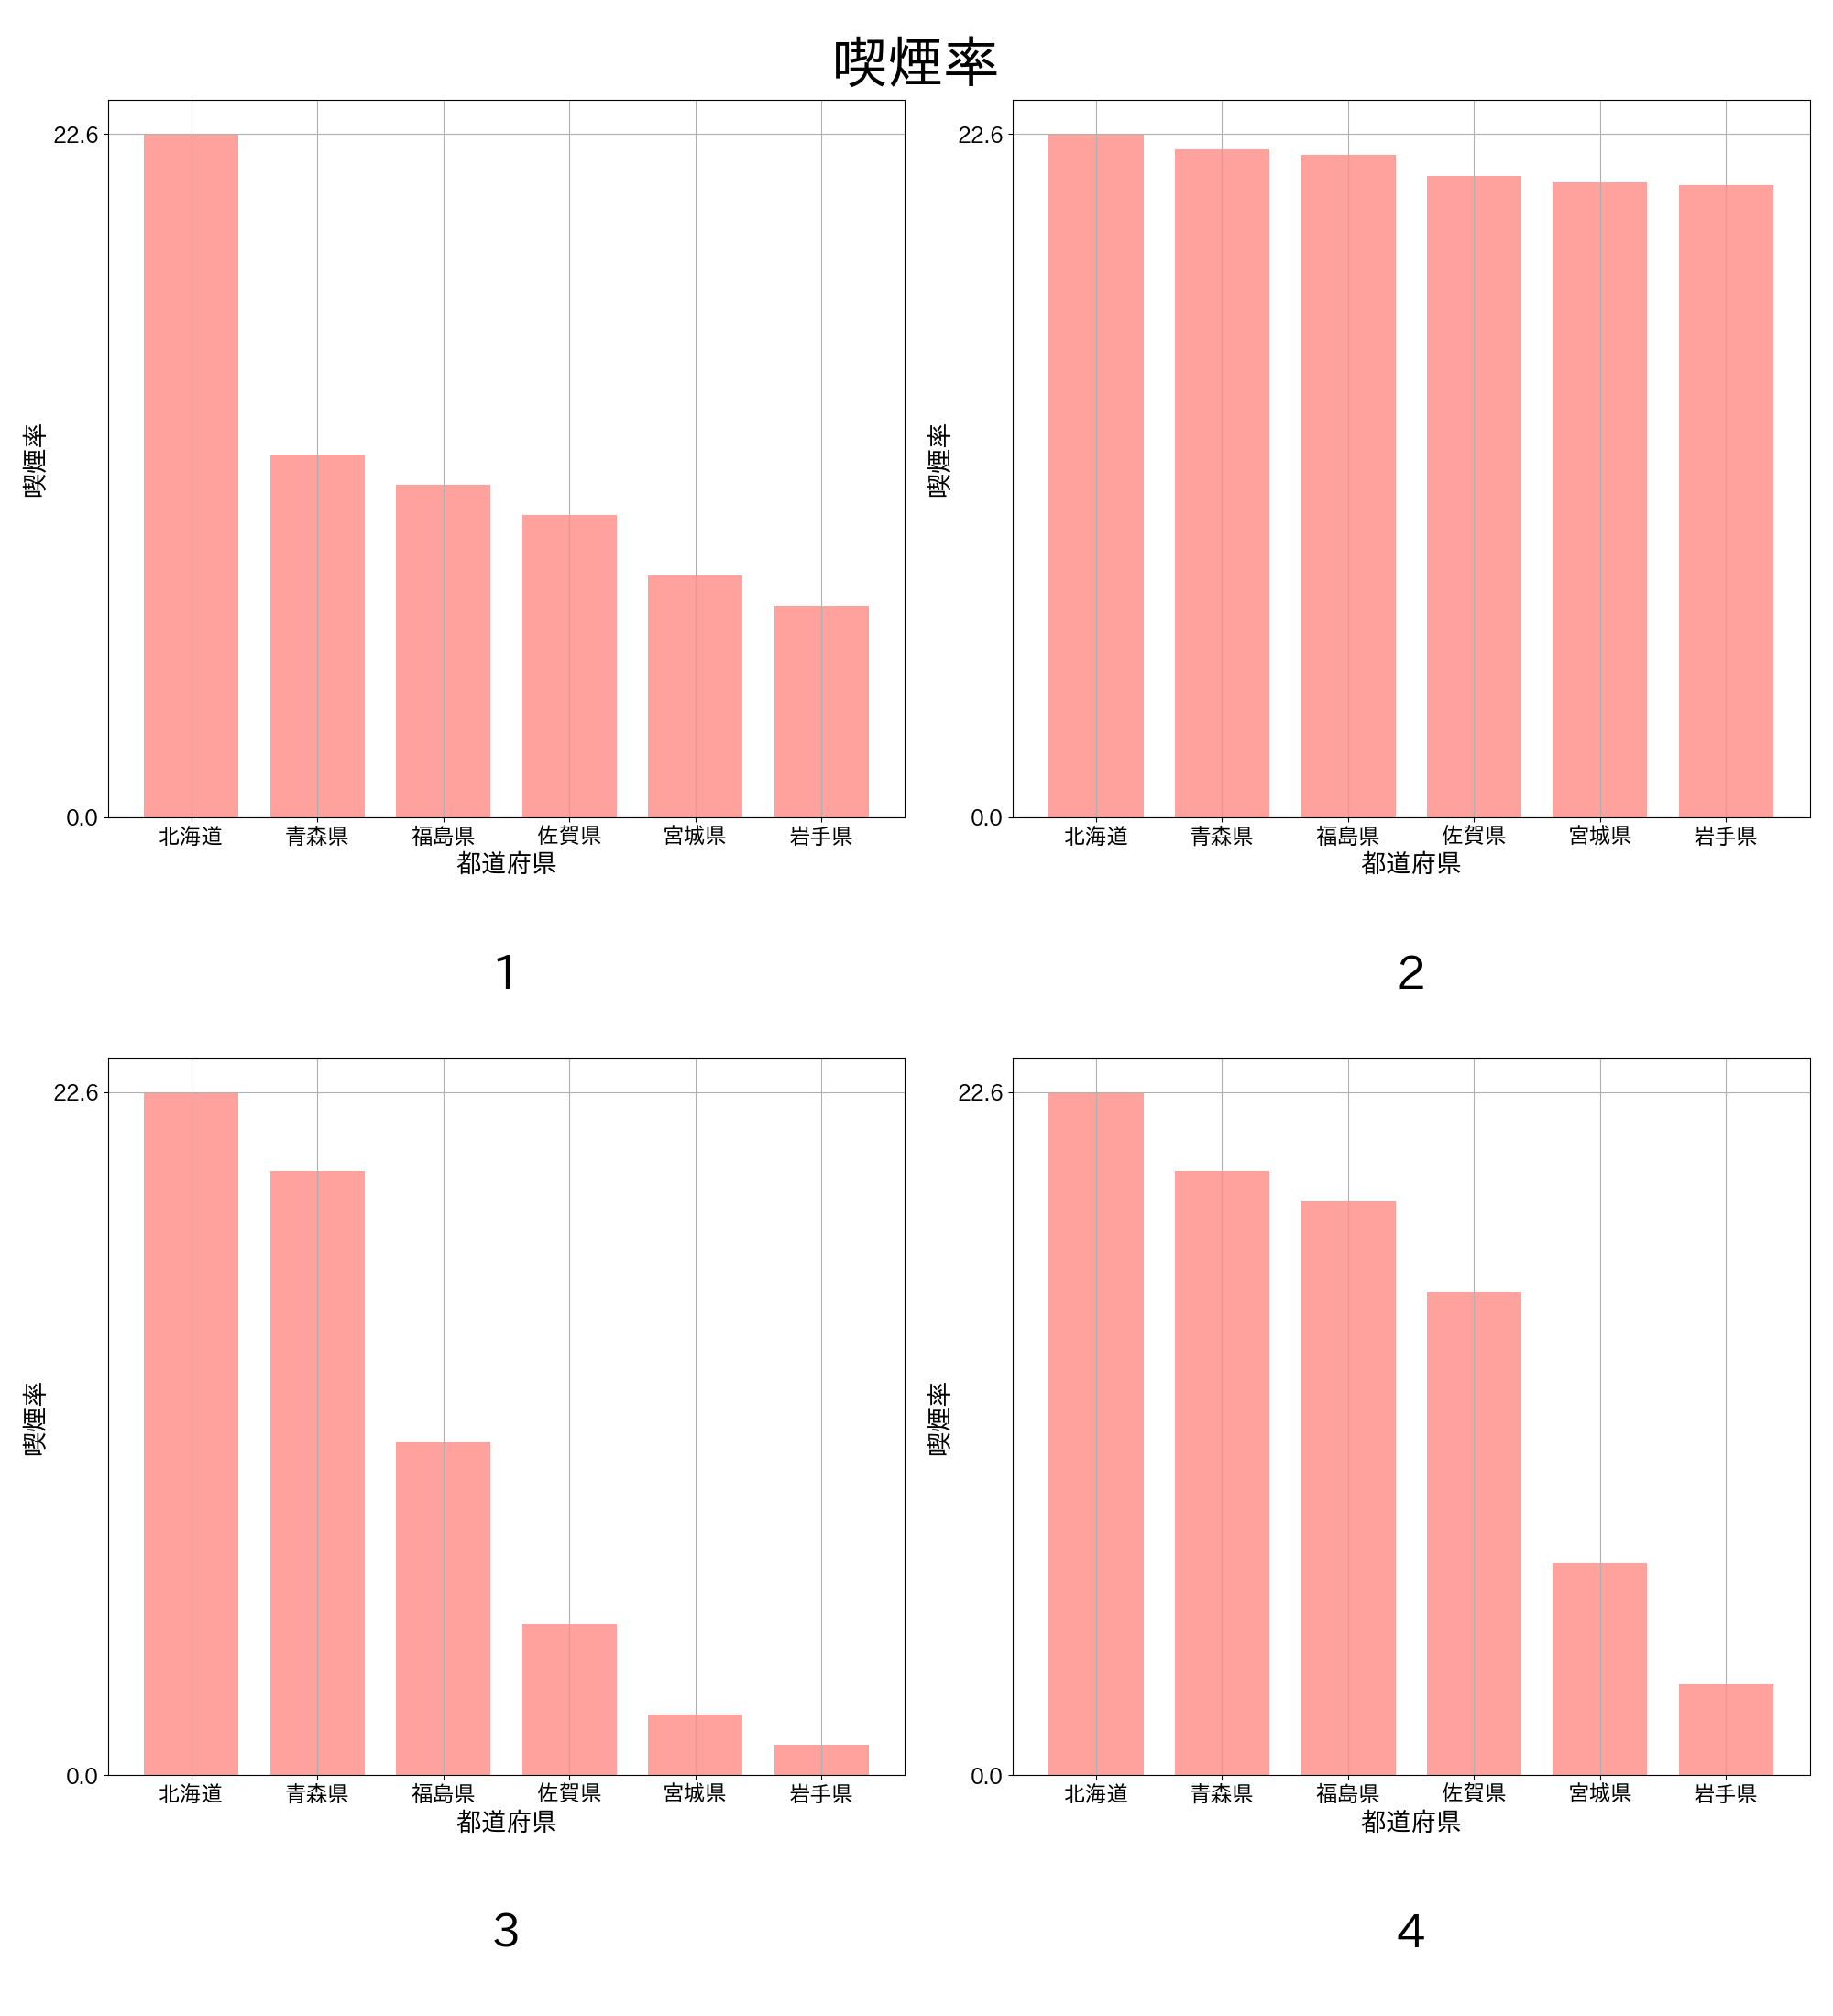 喫煙率
22.6
0.0
喫煙率
北海道 青森県 福島県 佐賀県 宮城県 岩手県
都道府県
1
22.6
0.0
喫煙率
北海道 青森県 福島県 佐賀県 宮城県 岩手県
都道府県
2
22.6
0.0
喫煙率
北海道 青森県 福島県 佐賀県 宮城県 岩手県
都道府県
3
22.6
0.0
喫煙率
北海道 青森県 福島県 佐賀県 宮城県 岩手県
都道府県
4